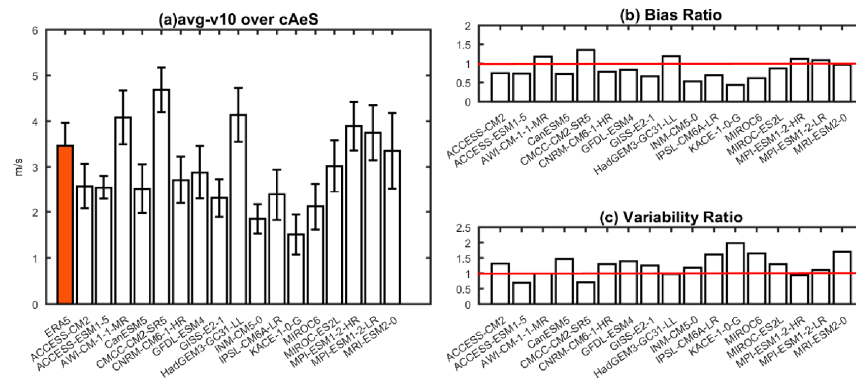 (a)avg-v10 over cAeS
6
5
4
3
2
1
0
m/s
ERA5
ACCESS-CM2
ACCESS-ESM1-5
AWI-CM-1-1-MR
CanESM5
CMCC-CM2-SR5
CNRM-CM6-1-HR
GFDL-ESM4
GISS-E2-1
HadGEM3-GC31-LL
INM-CM5-0
IPSL-CM6A-LR
KACE-1-0-G
MIROC6
MIROC-ES2L
MPI-ESM1-2-HR
MPI-ESM1-2-LR
MRI-ESM2-0
(b) Bias Ratio
2
1.5
1
0.5
0
ACCESS-CM2
ACCESS-ESM1-5
AWI-CM-1-1-MR
CanESM5
CMCC-CM2-SR5
CNRM-CM6-1-HR
GFDL-ESM4
GISS-E2-1
HadGEM3-GC31-LL
INM-CM5-0
IPSL-CM6A-LR
KACE-1-0-G
MIROC6
MIROC-ES2L
MPI-ESM1-2-HR
MPI-ESM1-2-LR
MRI-ESM2-0
(c) Variability Ratio
2.5
2
1.5
1
0.5
0
ACCESS-CM2
ACCESS-ESM1-5
AWI-CM-1-1-MR
CanESM5
CMCC-CM2-SR5
CNRM-CM6-1-HR
GFDL-ESM4
GISS-E2-1
HadGEM3-GC31-LL
INM-CM5-0
IPSL-CM6A-LR
KACE-1-0-G
MIROC6
MIROC-ES2L
MPI-ESM1-2-HR
MPI-ESM1-2-LR
MRI-ESM2-0